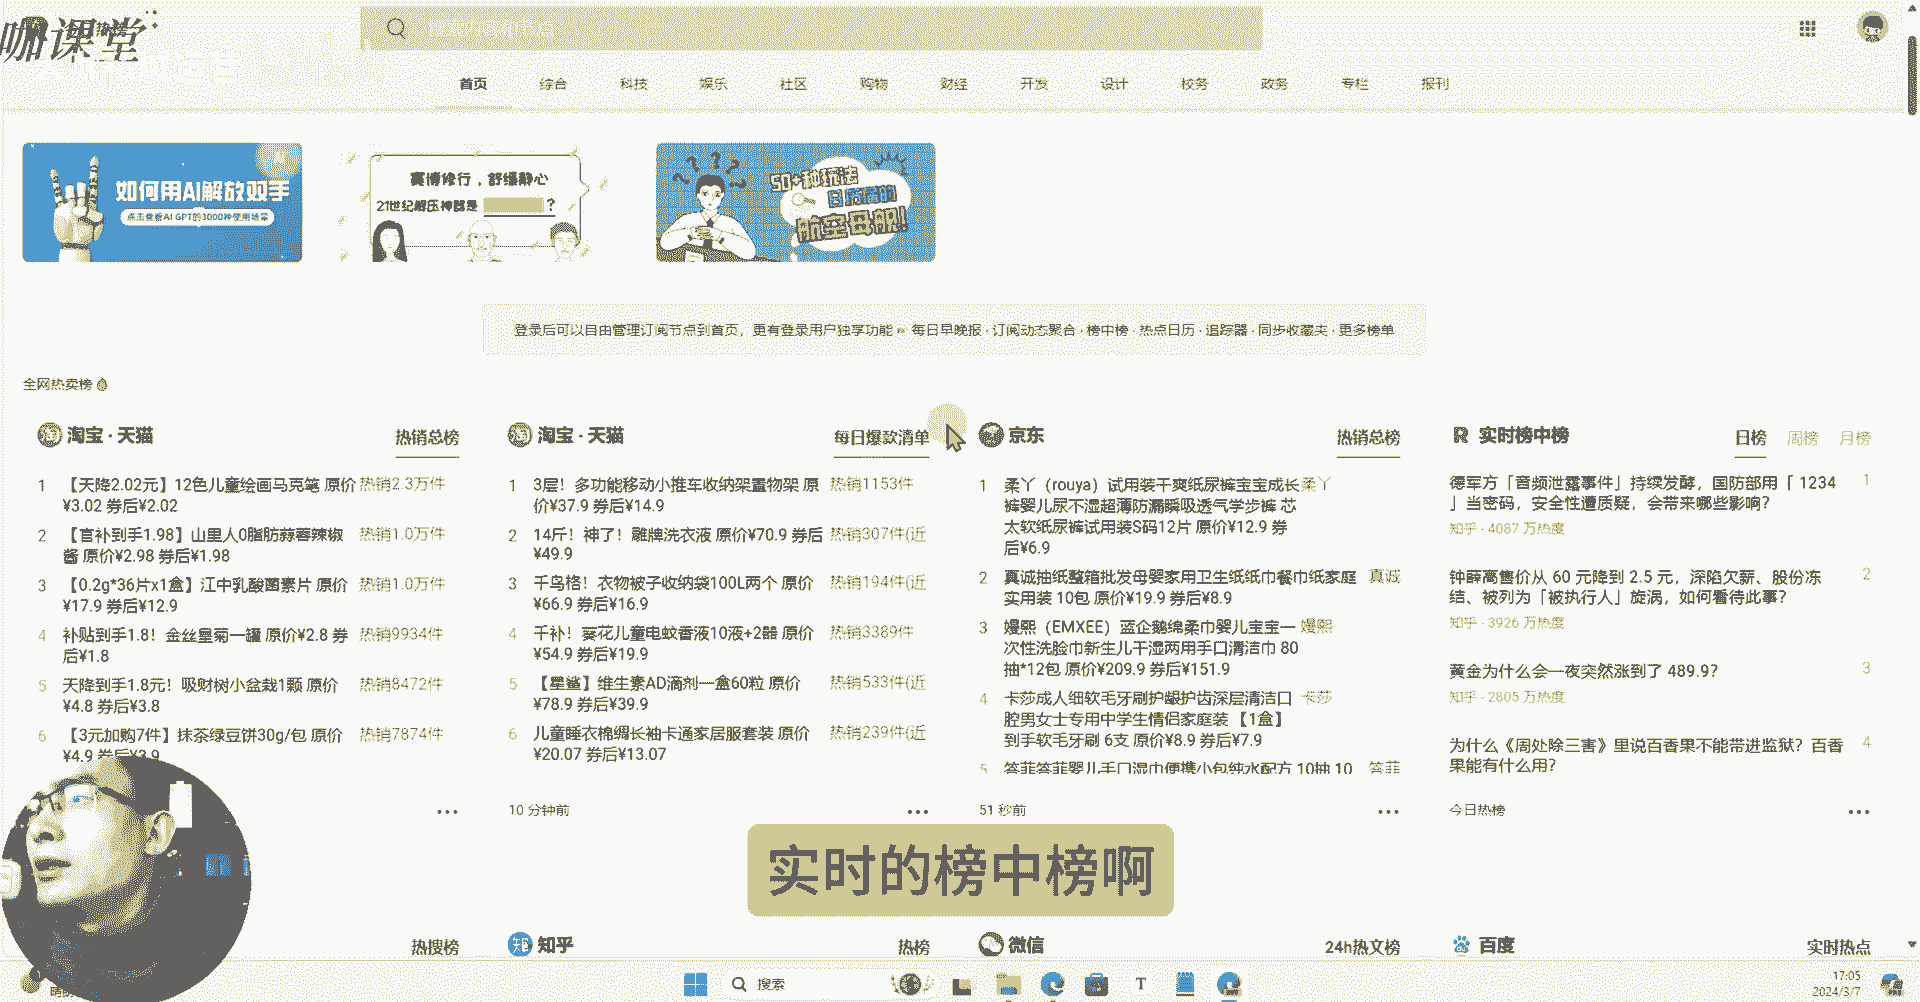 咖课堂
首页 综合 科技 娱乐 社区 购物 财经 开发 设计 校务 政务 专栏 报刊
如何用AI解放双手
点击查看AI GPT的3000种使用场景
赛博修行，舒缓静心
21世纪解压神器是 ?
50+种玩法
航空母舰!
登录后可以自由管理订阅节点到首页，更有登录用户独享功能 每日早晚报 · 订阅动态聚合 · 榜中榜 · 热点日历 · 追踪器 · 同步收藏夹 · 更多榜单
全网热卖榜
淘宝 · 天猫 热销总榜
1 【天降2.02元】12色儿童绘画马克笔 原价 热销2.3万件
¥3.02 券后¥2.02
2 【官补到手1.98】山里人0脂肪蒜蓉辣椒 热销1.0万件
酱 原价¥2.98 券后¥1.98
3 【0.2g*36片x1盒】江中乳酸菌素片 原价 热销1.0万件
¥17.9 券后¥12.9
4 补贴到手1.8！金丝皇菊一罐 原价¥2.8 券 热销9934件
后¥1.8
5 天降到手1.8元！吸财树小盆栽1颗 原价 热销8472件
¥4.8 券后¥3.8
6 【3元加购7件】抹茶绿豆饼30g/包 原价 热销7874件
¥4.9 券后¥3.9
淘宝 · 天猫 每日爆款清单
1 3层！多功能移动小推车收纳架置物架 原 热销1153件
价¥37.9 券后¥14.9
2 14斤！神了！雕牌洗衣液 原价¥70.9 券后 热销307件(近
¥49.9
3 千鸟格！衣物被子收纳袋100L两个 原价 热销194件(近
¥66.9 券后¥16.9
4 千补！葵花儿童电蚊香液10液+2器 原价 热销3389件
¥54.9 券后¥19.9
5 【星鲨】维生素AD滴剂一盒60粒 原价 热销533件(近
¥78.9 券后¥39.9
6 儿童睡衣棉绸长袖卡通家居服套装 原价 热销239件(近
¥20.07 券后¥13.07
10 分钟前
京东 热销总榜
1 柔丫（rouya）试用装干爽纸尿裤宝宝成长 柔丫
裤婴儿尿不湿超薄防漏瞬吸透气学步裤 芯
太软纸尿裤试用装S码12片 原价¥12.9 券
后¥6.9
2 真诚抽纸整箱批发母婴家用卫生纸纸巾餐巾纸家庭 真诚
实用装 10包 原价¥19.9 券后¥8.9
3 嫚熙（EMXEE）蓝企鹅绵柔巾婴儿宝宝一 嫚熙
次性洗脸巾新生儿干湿两用手口清洁巾 80
抽*12包 原价¥209.9 券后¥151.9
4 卡莎成人细软毛牙刷护龈护齿深层清洁口 卡莎
腔男女士专用中学生情侣家庭装 【1盒】
到手软毛牙刷 6支 原价¥8.9 券后¥7.9
5 答菲答菲婴儿手口湿巾便携小包纯水配方 10抽 10 答菲
51 秒前
实时榜中榜 日榜 周榜 月榜
德军方「音频泄露事件」持续发酵，国防部用「 1234 1
」当密码，安全性遭质疑，会带来哪些影响？
知乎 · 4087 万热度
钟薛高售价从 60 元降到 2.5 元，深陷欠薪、股份冻 2
结、被列为「被执行人」旋涡，如何看待此事？
知乎 · 3926 万热度
黄金为什么会一夜突然涨到了 489.9？ 3
知乎 · 2805 万热度
为什么《周处除三害》里说百香果不能带进监狱？百香 4
果能有什么用？
今日热榜
实时的榜中榜啊
热搜榜
知乎 热榜
微信 24h热文榜
百度 实时热点
搜索
T
17:05
2024/3/7